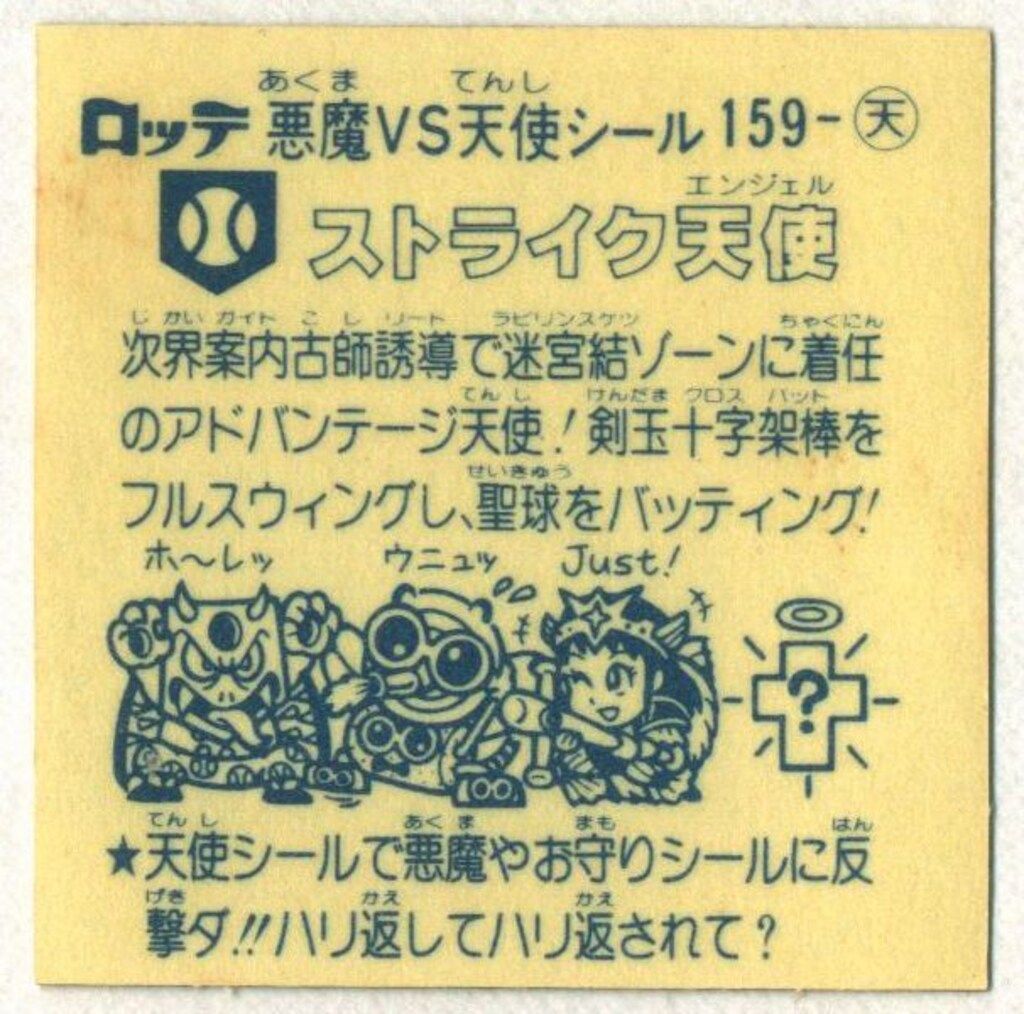 ロッテ 悪魔VS天使シール 159-天
ストライク天使
次界案内古師誘導で迷宮結ゾーンに着任
のアドバンテージ天使!剣玉十字架棒を
フルスウィングし、聖球をバッティング!
ホ〜レッ ウニュッ Just!
?
★天使シールで悪魔やお守りシールに反
撃ダ!!ハリ返してハリ返されて?